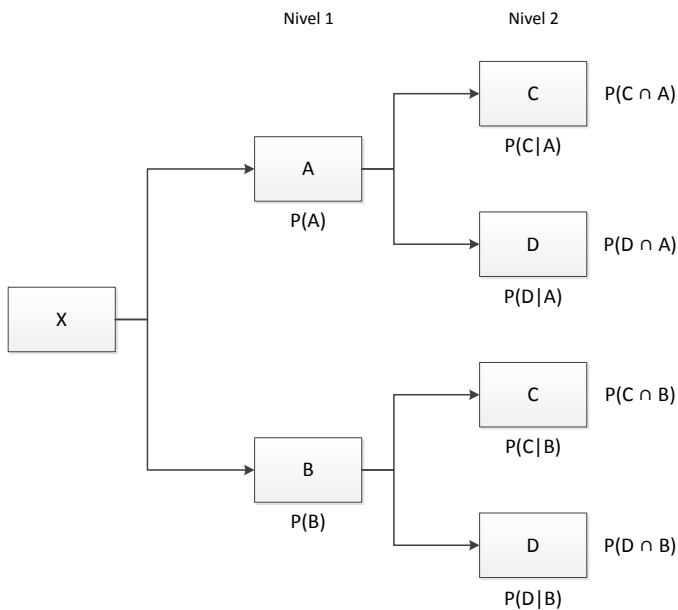 Nivel 1
Nivel 2
C
P(C ∩ A)
P(C|A)
A
P(A)
D
P(D ∩ A)
P(D|A)
X
C
P(C ∩ B)
P(C|B)
B
P(B)
D
P(D ∩ B)
P(D|B)